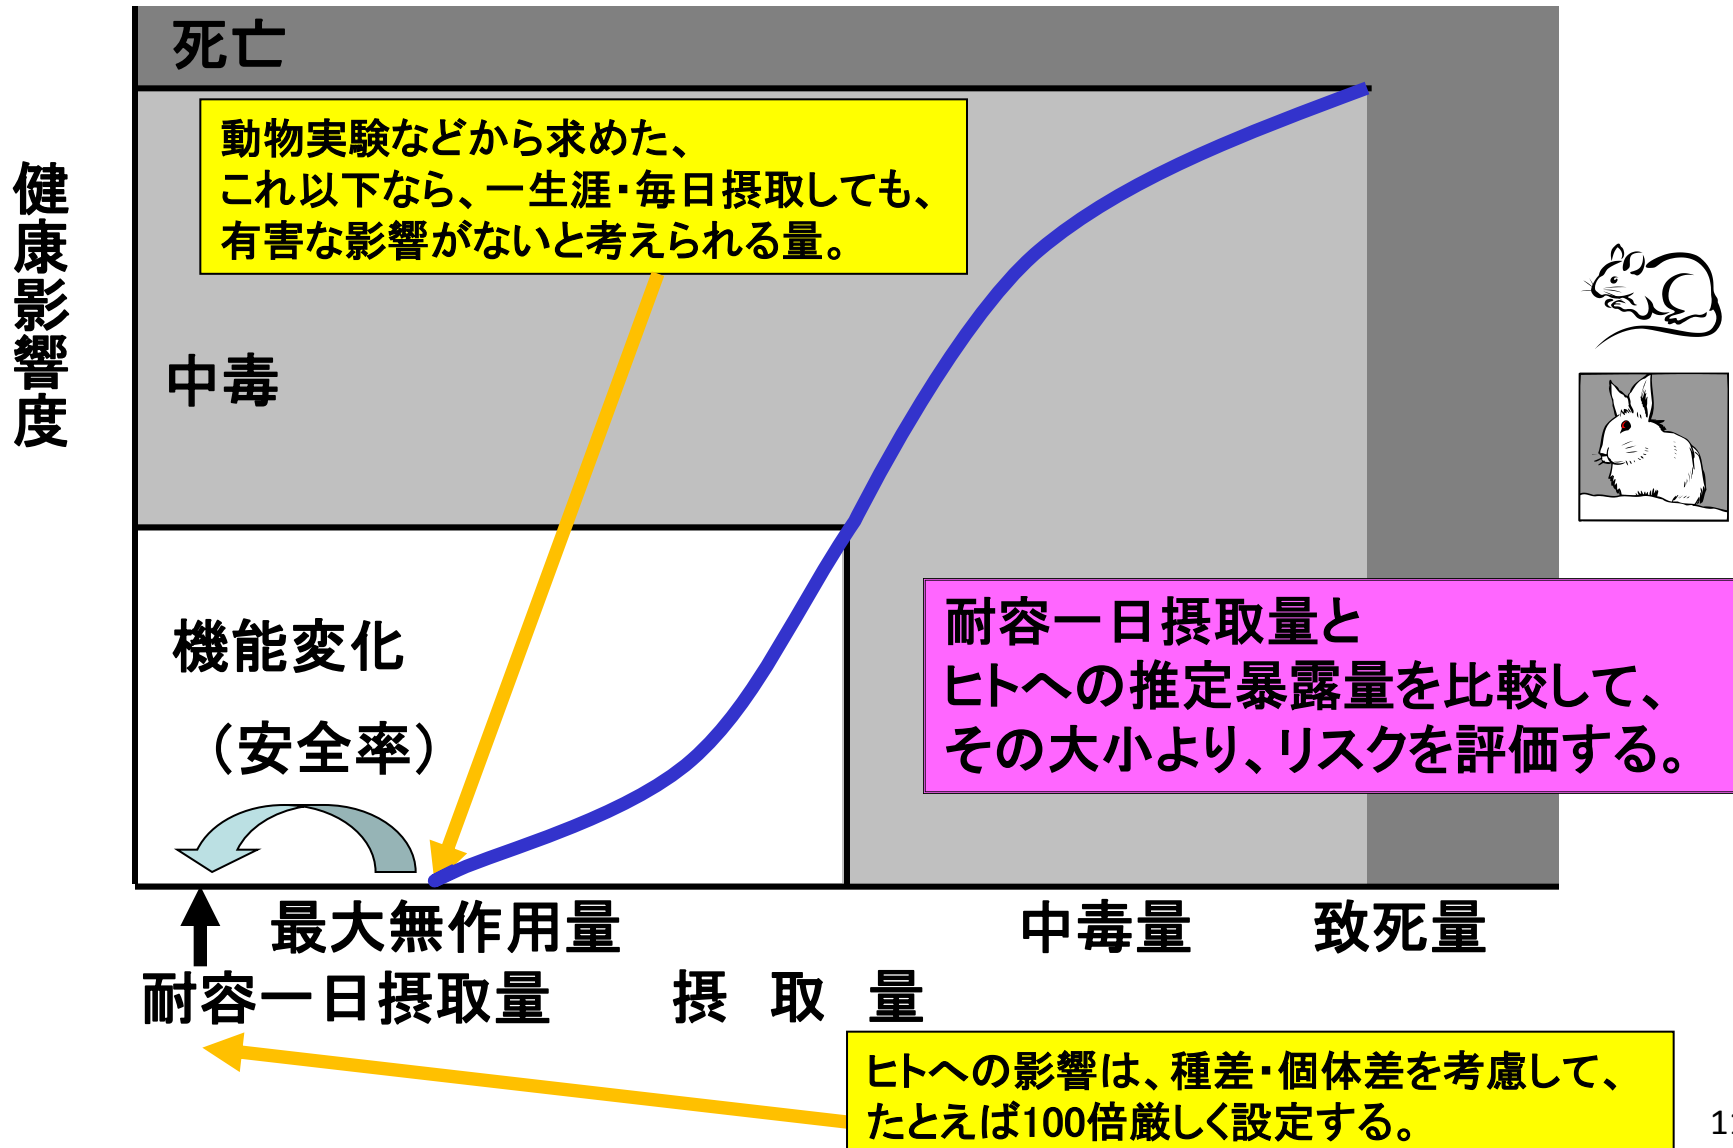 死亡
動物実験などから求めた、
これ以下なら、一生涯・毎日摂取しても、
有害な影響がないと考えられる量。
健康影響度
中毒
機能変化
（安全率）
耐容一日摂取量と
ヒトへの推定暴露量を比較して、
その大小より、リスクを評価する。
最大無作用量
中毒量
致死量
耐容一日摂取量
摂 取 量
ヒトへの影響は、種差・個体差を考慮して、
たとえば100倍厳しく設定する。